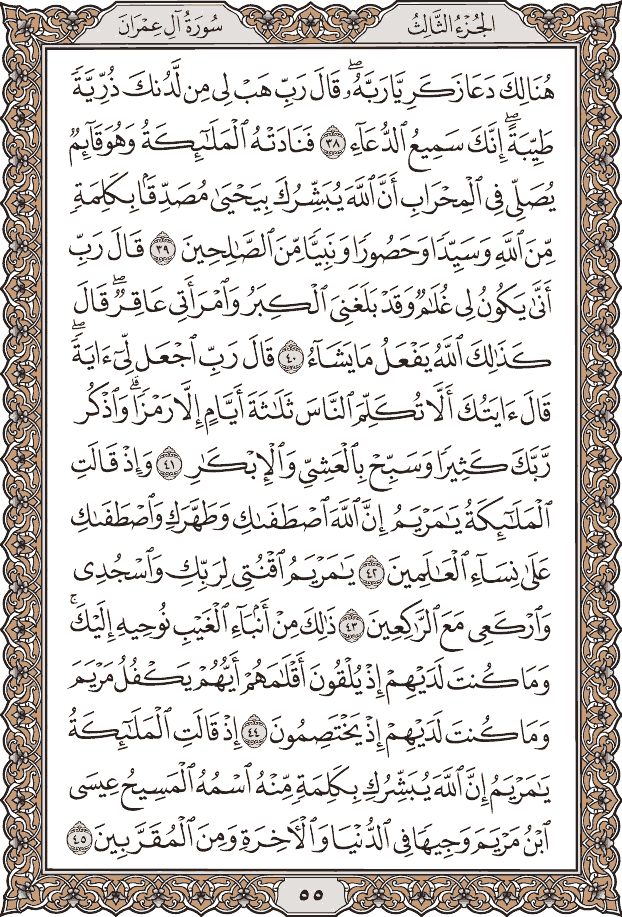 الجُزْءُ الثَّالِثُ
سُورَةُ آلِ عِمْرَانَ
هُنَالِكَ دَعَا زَكَرِيَّا رَبَّهُۥۖ قَالَ رَبِّ هَبْ لِى مِن لَّدُنكَ ذُرِّيَّةً
طَيِّبَةًۖ إِنَّكَ سَمِيعُ ٱلدُّعَآءِ ٣٨ فَنَادَتْهُ ٱلْمَلَٰٓئِكَةُ وَهُوَ قَآئِمٌ
يُصَلِّى فِى ٱلْمِحْرَابِ أَنَّ ٱللَّهَ يُبَشِّرُكَ بِيَحْيَىٰ مُصَدِّقًۢا بِكَلِمَةٍ
مِّنَ ٱللَّهِ وَسَيِّدًا وَحَصُورًا وَنَبِيًّا مِّنَ ٱلصَّٰلِحِينَ ٣٩ قَالَ رَبِّ
أَنَّىٰ يَكُونُ لِى غُلَٰمٌ وَقَدْ بَلَغَنِىَ ٱلْكِبَرُ وَٱمْرَأَتِى عَاقِرٌۖ قَالَ
كَذَٰلِكَ ٱللَّهُ يَفْعَلُ مَا يَشَآءُ ٤٠ قَالَ رَبِّ ٱجْعَل لِّىٓ ءَايَةًۖ
قَالَ ءَايَتُكَ أَلَّا تُكَلِّمَ ٱلنَّاسَ ثَلَٰثَةَ أَيَّامٍ إِلَّا رَمْزًاۗ وَٱذْكُر
رَّبَّكَ كَثِيرًا وَسَبِّحْ بِٱلْعَشِىِّ وَٱلْإِبْكَٰرِ ٤١ وَإِذْ قَالَتِ
ٱلْمَلَٰٓئِكَةُ يَٰمَرْيَمُ إِنَّ ٱللَّهَ ٱصْطَفَىٰكِ وَطَهَّرَكِ وَٱصْطَفَىٰكِ
عَلَىٰ نِسَآءِ ٱلْعَٰلَمِينَ ٤٢ يَٰمَرْيَمُ ٱقْنُتِى لِرَبِّكِ وَٱسْجُدِى
وَٱرْكَعِى مَعَ ٱلرَّٰكِعِينَ ٤٣ ذَٰلِكَ مِنْ أَنۢبَآءِ ٱلْغَيْبِ نُوحِيهِ إِلَيْكَۚ
وَمَا كُنتَ لَدَيْهِمْ إِذْ يُلْقُونَ أَقْلَٰمَهُمْ أَيُّهُمْ يَكْفُلُ مَرْيَمَ
وَمَا كُنتَ لَدَيْهِمْ إِذْ يَخْتَصِمُونَ ٤٤ إِذْ قَالَتِ ٱلْمَلَٰٓئِكَةُ
يَٰمَرْيَمُ إِنَّ ٱللَّهَ يُبَشِّرُكِ بِكَلِمَةٍ مِّنْهُ ٱسْمُهُ ٱلْمَسِيحُ عِيسَى
ٱبْنُ مَرْيَمَ وَجِيهًا فِى ٱلدُّنْيَا وَٱلْءَاخِرَةِ وَمِنَ ٱلْمُقَرَّبِينَ ٤٥
٥٥